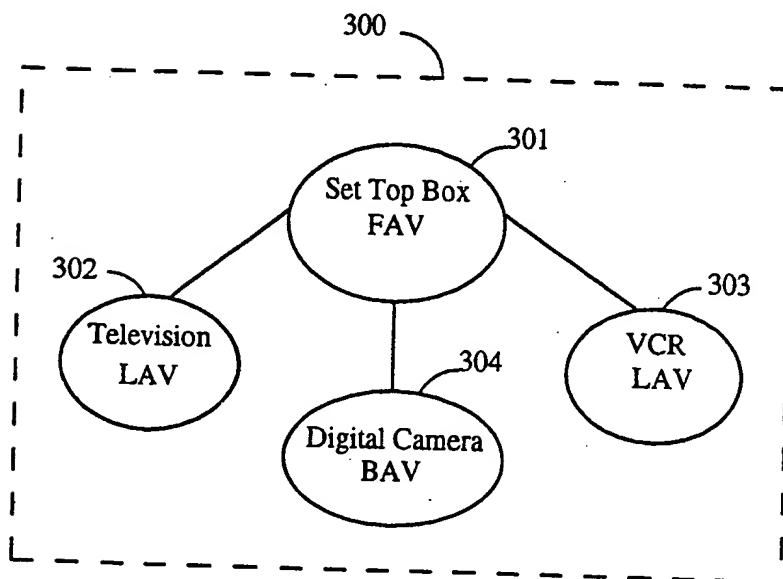 300
301
Set Top Box
FAV
302
303
Television
LAV
VCR
LAV
304
Digital Camera
BAV